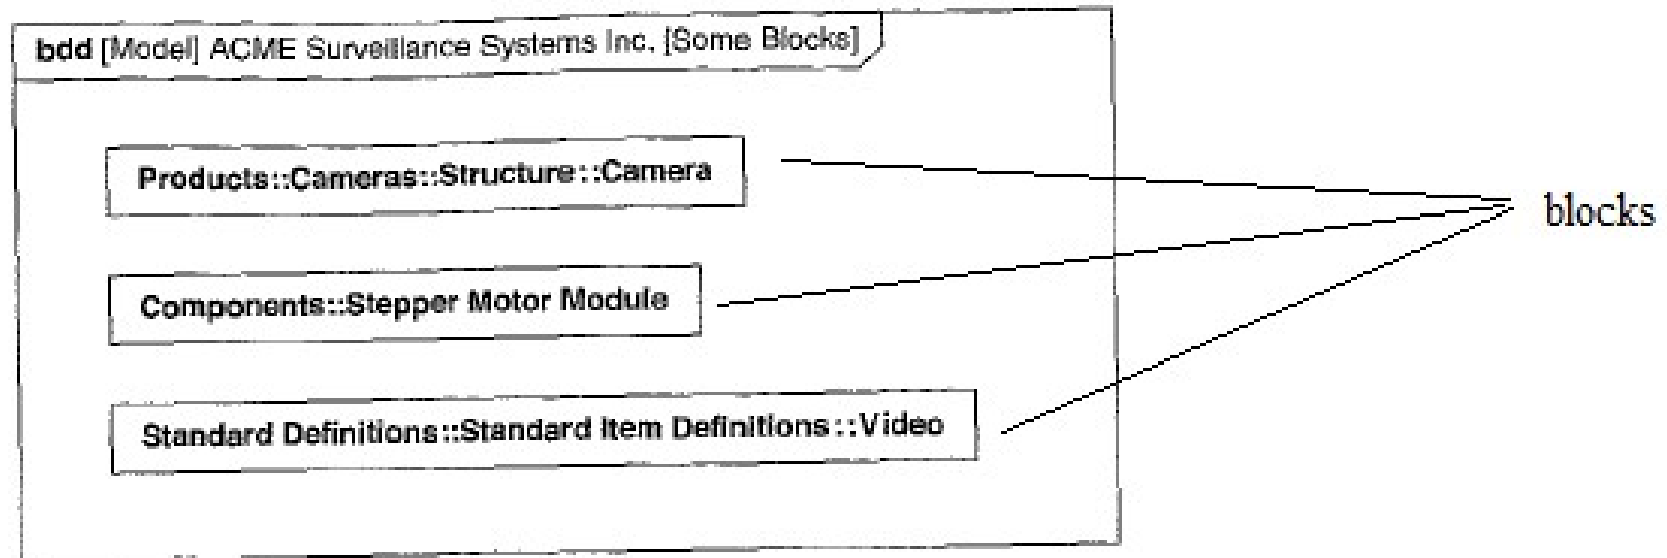 bdd [Model] ACME Surveillance Systems Inc. [Some Blocks]
Products::Cameras::Structure::Camera
blocks
Components::Stepper Motor Module
Standard Definitions::Standard Item Definitions::Video